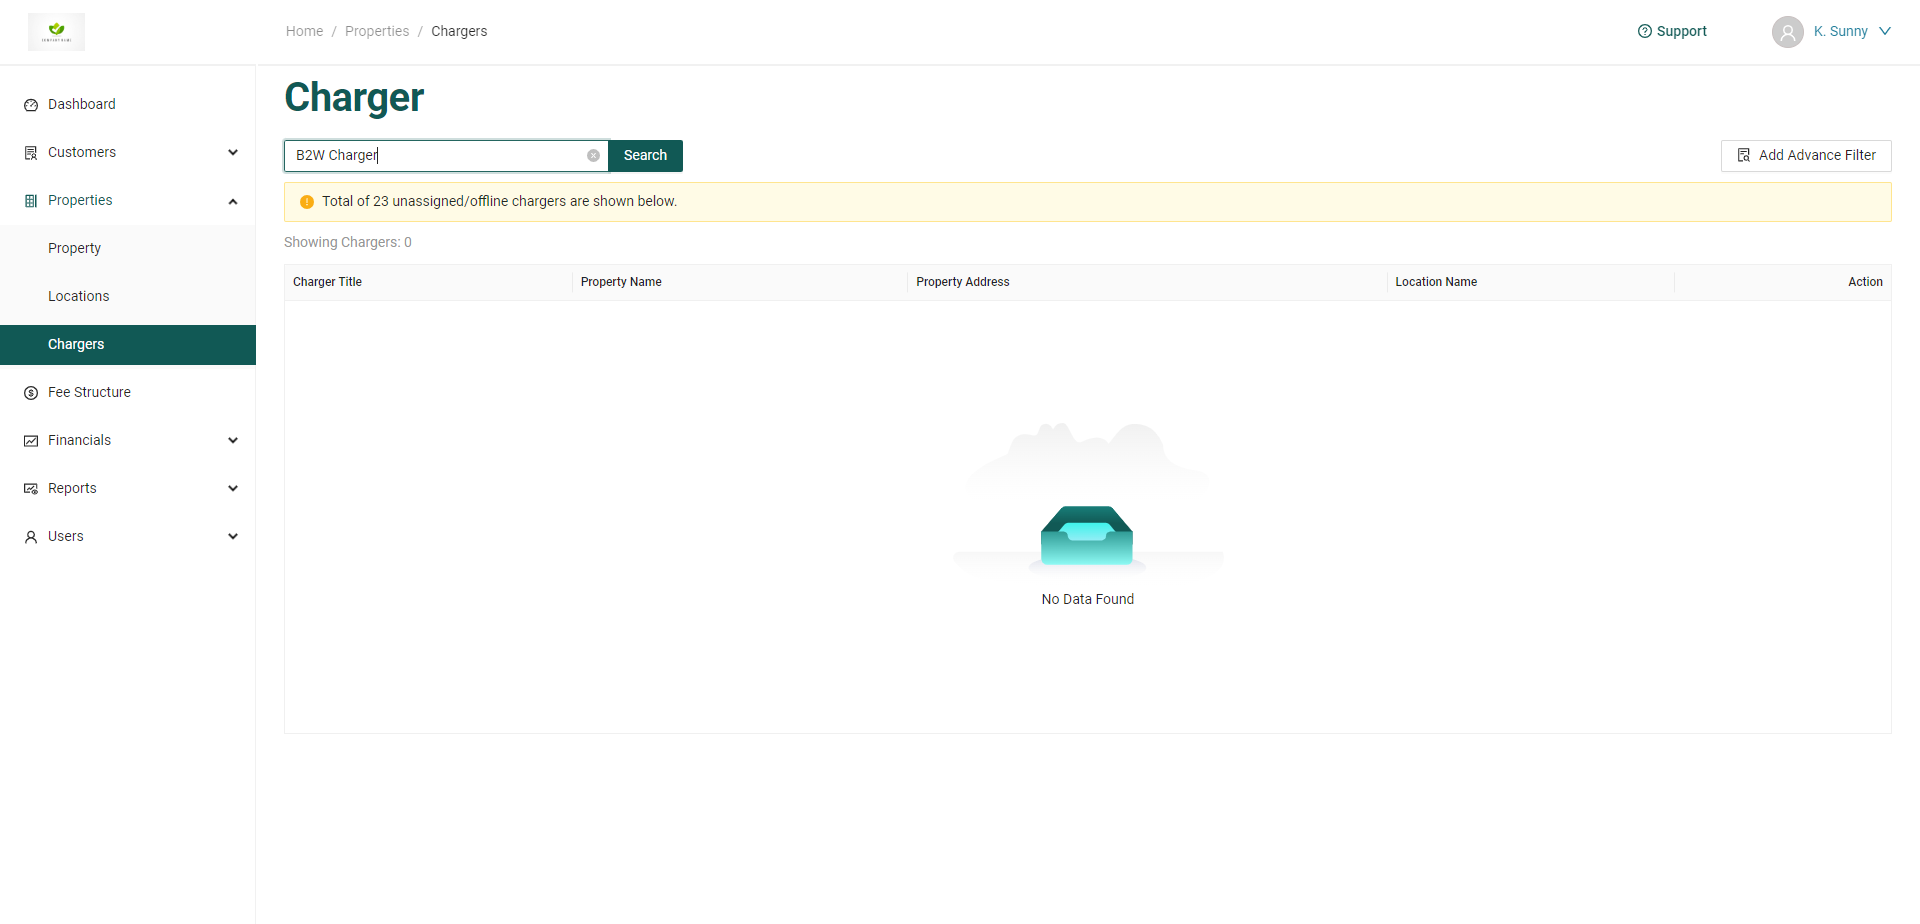 Home / Properties / Chargers
Support
K. Sunny
Dashboard
Customers
Properties
Property
Locations
Chargers
Fee Structure
Financials
Reports
Users
Charger
B2W Charger
Search
Add Advance Filter
Total of 23 unassigned/offline chargers are shown below.
Showing Chargers: 0
Charger Title
Property Name
Property Address
Location Name
Action
No Data Found